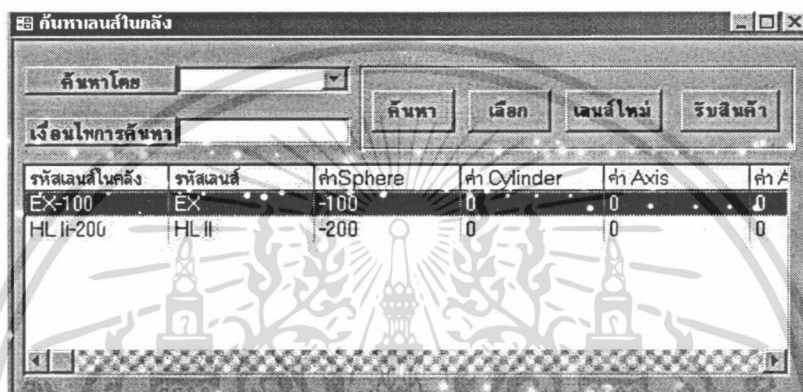 ค้นหาเลนส์ในคลัง
ค้นหาโดย
ค้นหา เลือก เลนส์ใหม่ รับสินค้า
เงื่อนไขการค้นหา
รหัสเลนส์ในคลัง รหัสเลนส์ ค่าSphere ค่า Cylinder ค่า Axis ค่า A
EX-100 EX -100 0 0 0
HL Ii-200 HL II -200 0 0 0